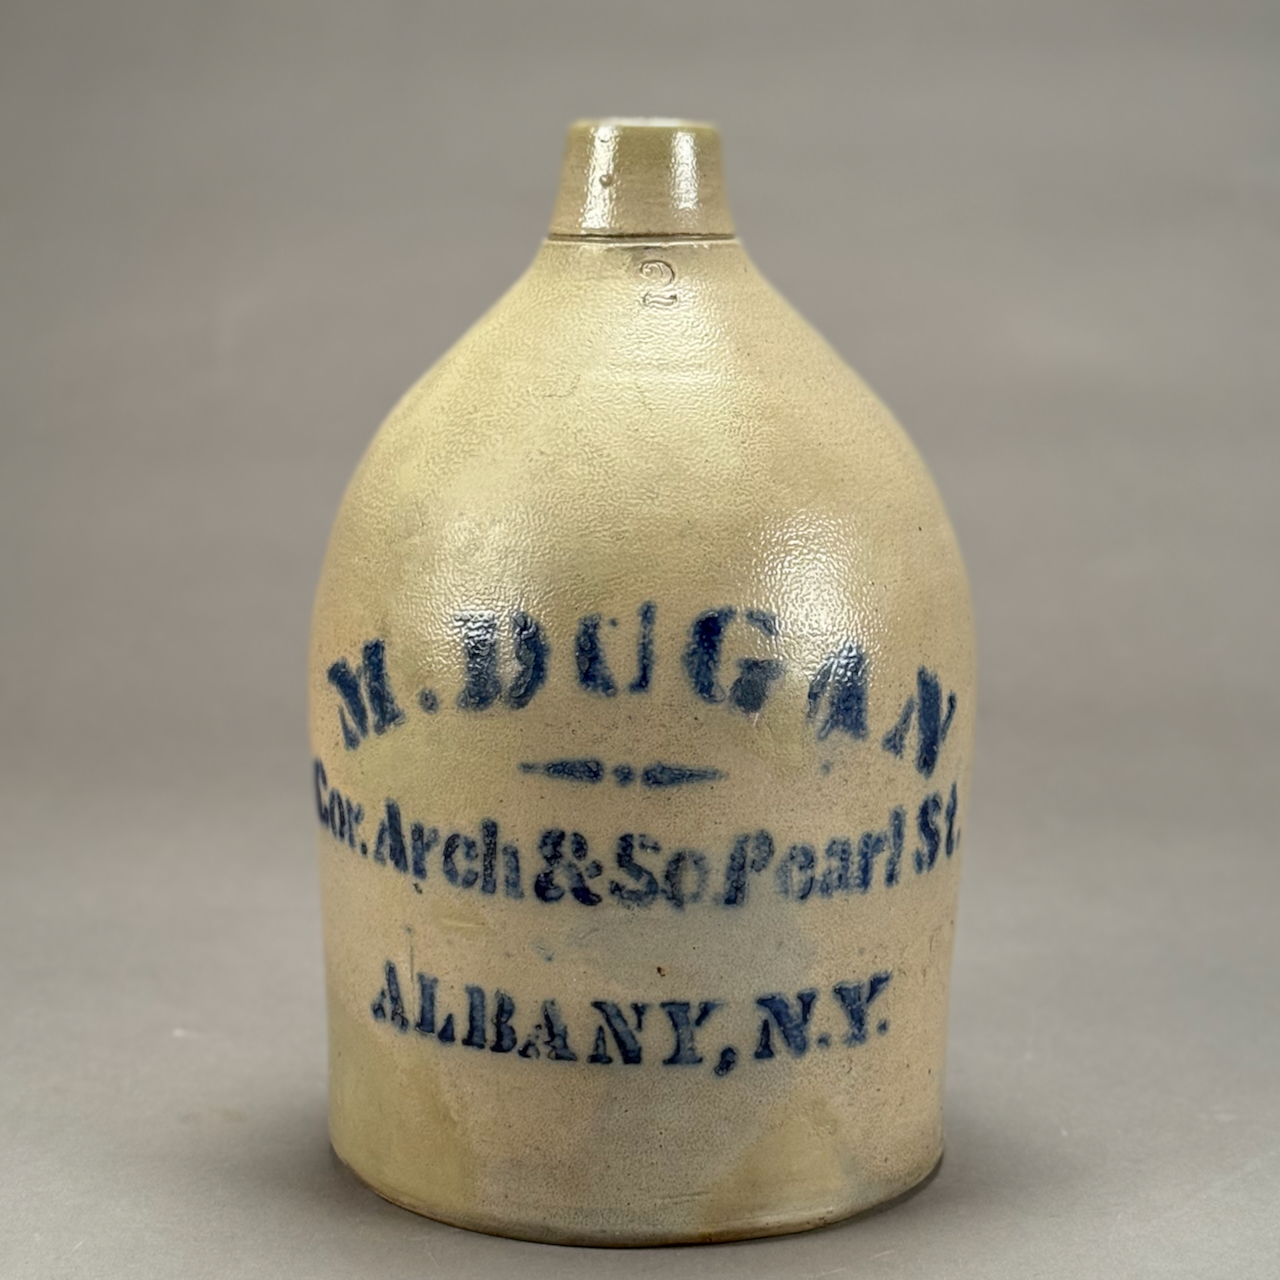 2
M. DUGAN
Cor. Arch & So Pearl St.
ALBANY, N.Y.